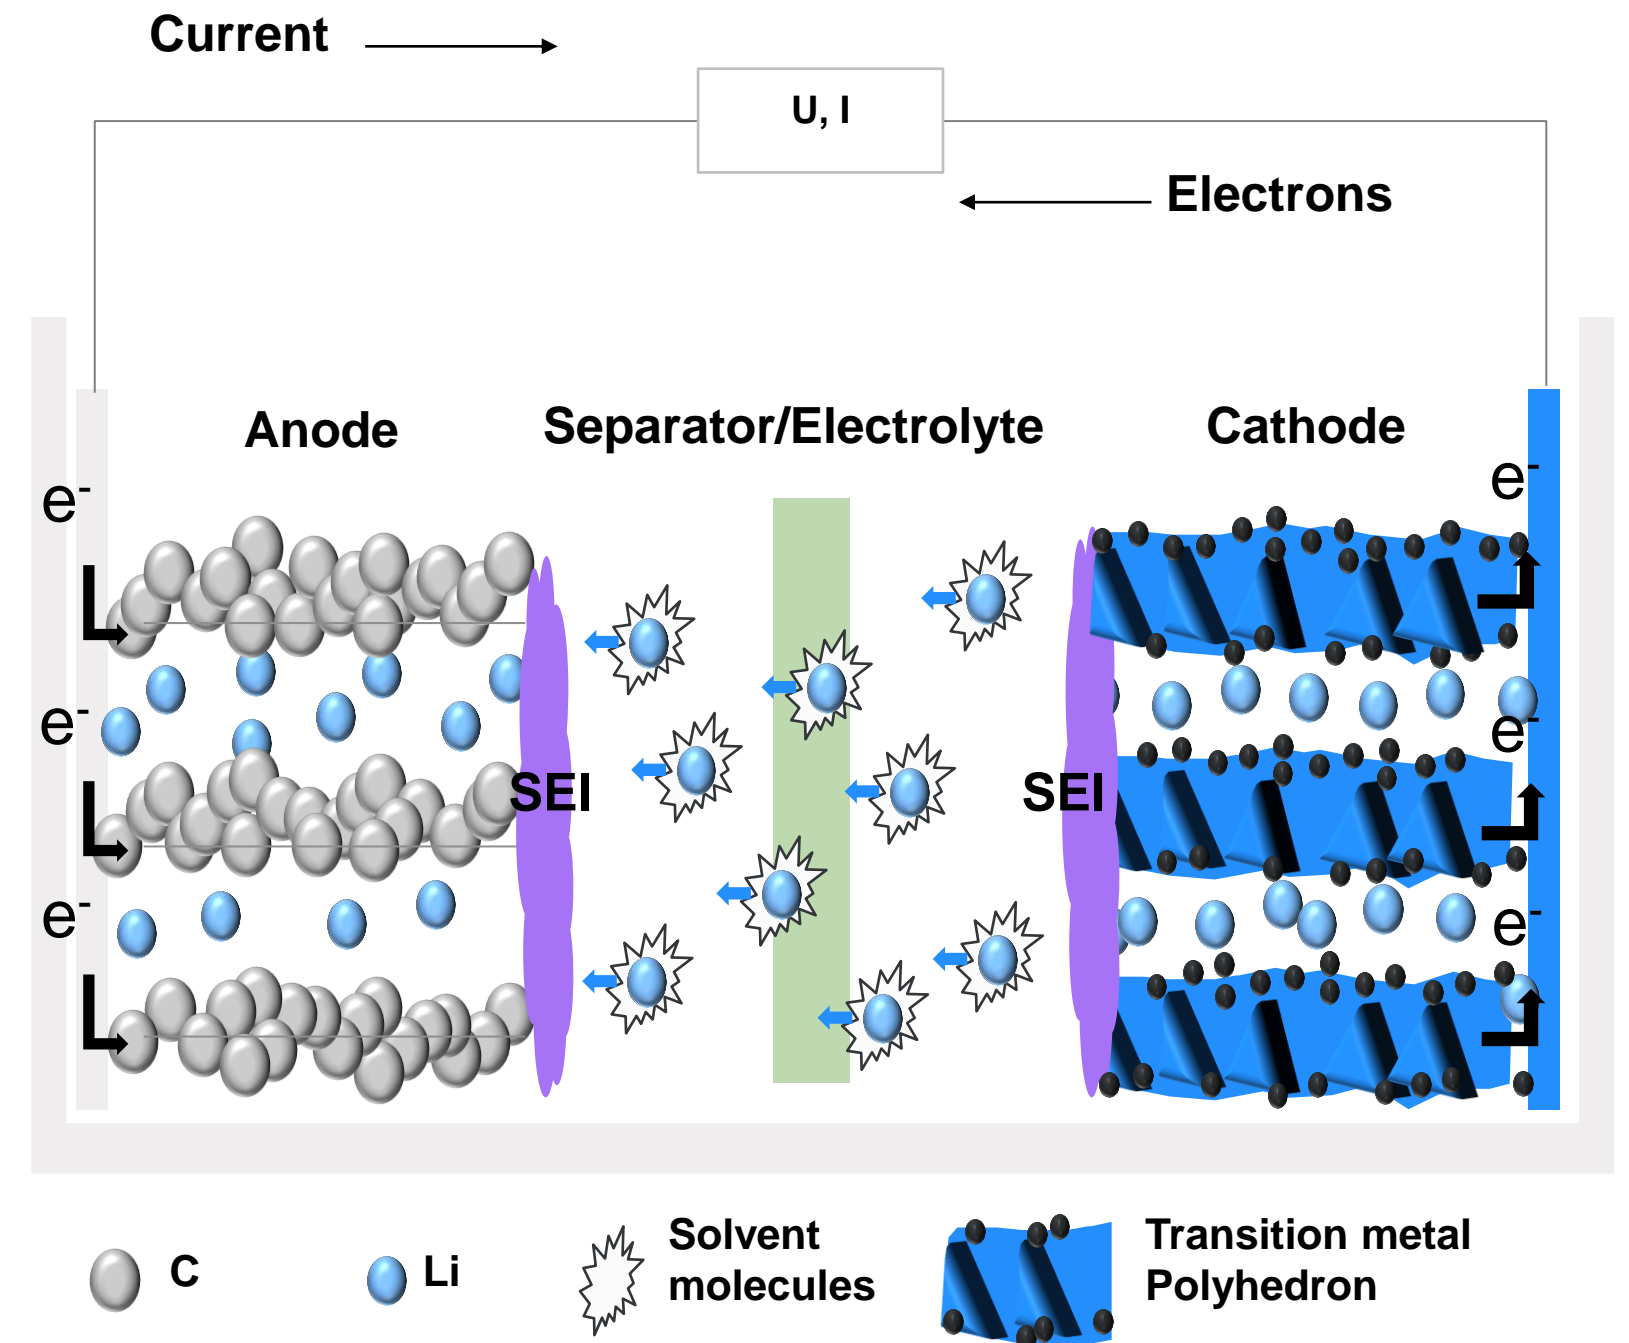 Current
U, I
Electrons
Anode
Separator/Electrolyte
Cathode
e-
e-
e-
e-
e-
e-
SEI
SEI
C
Li
Solvent
molecules
Transition metal
Polyhedron